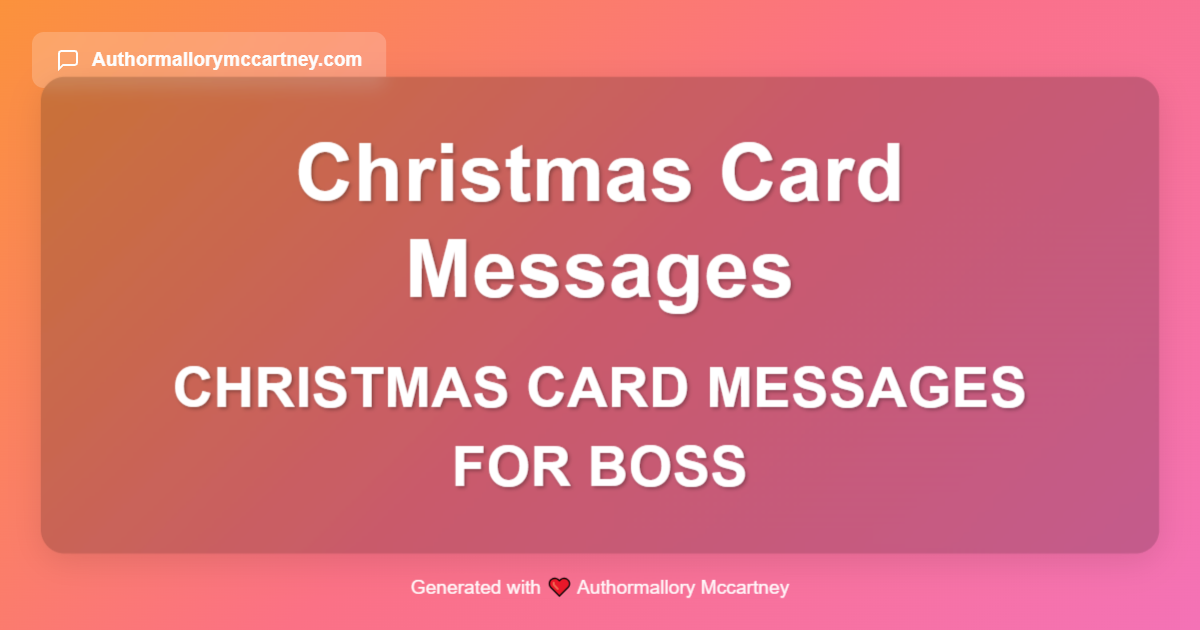 Authormallorymccartney.com
Christmas Card
Messages
CHRISTMAS CARD MESSAGES
FOR BOSS
Generated with ❤️ Authormallory Mccartney